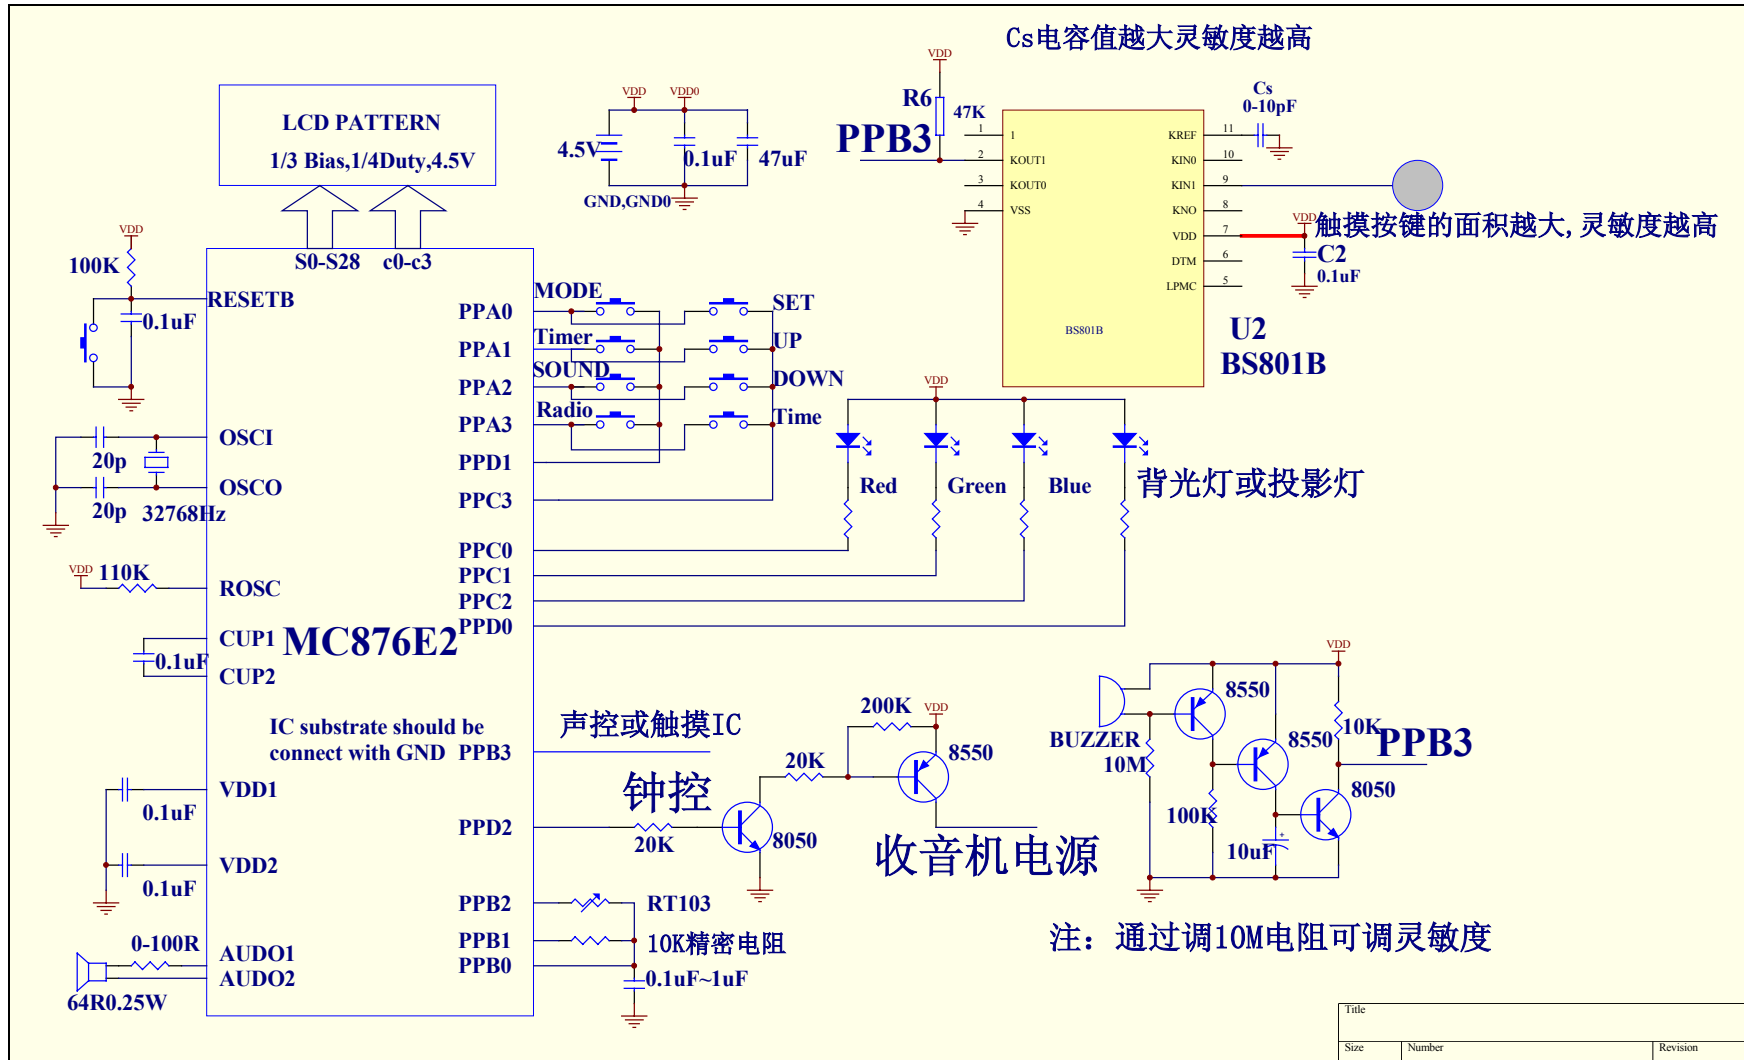 Cs电容值越大灵敏度越高
LCD PATTERN
1/3 Bias,1/4Duty,4.5V
S0-S28
c0-c3
VDD
VDD0
4.5V
0.1uF
47uF
GND,GND0
VDD
R6
47K
PPB3
1
2
3
4
1
KOUT1
KOUT0
VSS
KREF
KIN0
KIN1
KNO
VDD
DTM
LPMC
11
10
9
8
7
6
5
BS801B
U2
BS801B
Cs
0-10pF
VDD
触摸按键的面积越大,灵敏度越高
C2
0.1uF
VDD
100K
RESETB
0.1uF
OSCI
20p
OSCO
20p
32768Hz
VDD
110K
ROSC
CUP1
0.1uF
CUP2
MC876E2
IC substrate should be
connect with GND
VDD1
0.1uF
VDD2
0.1uF
0-100R
AUDO1
AUDO2
64R0.25W
PPA0
PPA1
PPA2
PPA3
PPD1
PPC3
PPC0
PPC1
PPC2
PPD0
PPB3
PPD2
PPB2
PPB1
PPB0
MODE
SET
Timer
UP
SOUND
DOWN
Radio
Time
VDD
Red
Green
Blue
背光灯或投影灯
声控或触摸IC
钟控
20K
8050
20K
200K
VDD
8550
收音机电源
RT103
10K精密电阻
0.1uF~1uF
VDD
BUZZER
10M
8550
100K
8550
10uF
10K
PPB3
8050
注：通过调10M电阻可调灵敏度
Title
Size
Number
Revision